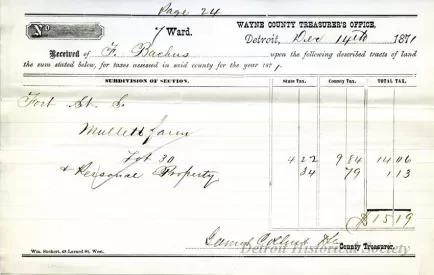 Page 24
No
WAYNE COUNTY TREASURER'S OFFICE,
7 Ward. Detroit, Dec 14th 1871
Received of F. Backus upon the following described tracts of land
the sum stated below, for taxes assessed in said county for the year 1871
SUBDIVISION OF SECTION. State Tax. County Tax. TOTAL TAX.
Fort St. S
Mullett farm
Lot 30 4 22 9 84 14 06
& Personal Property 34 79 1 13
$15 19
County Treasurer.
Wm. Seekert, 49 Larned St. West.
Detroit Historical Society